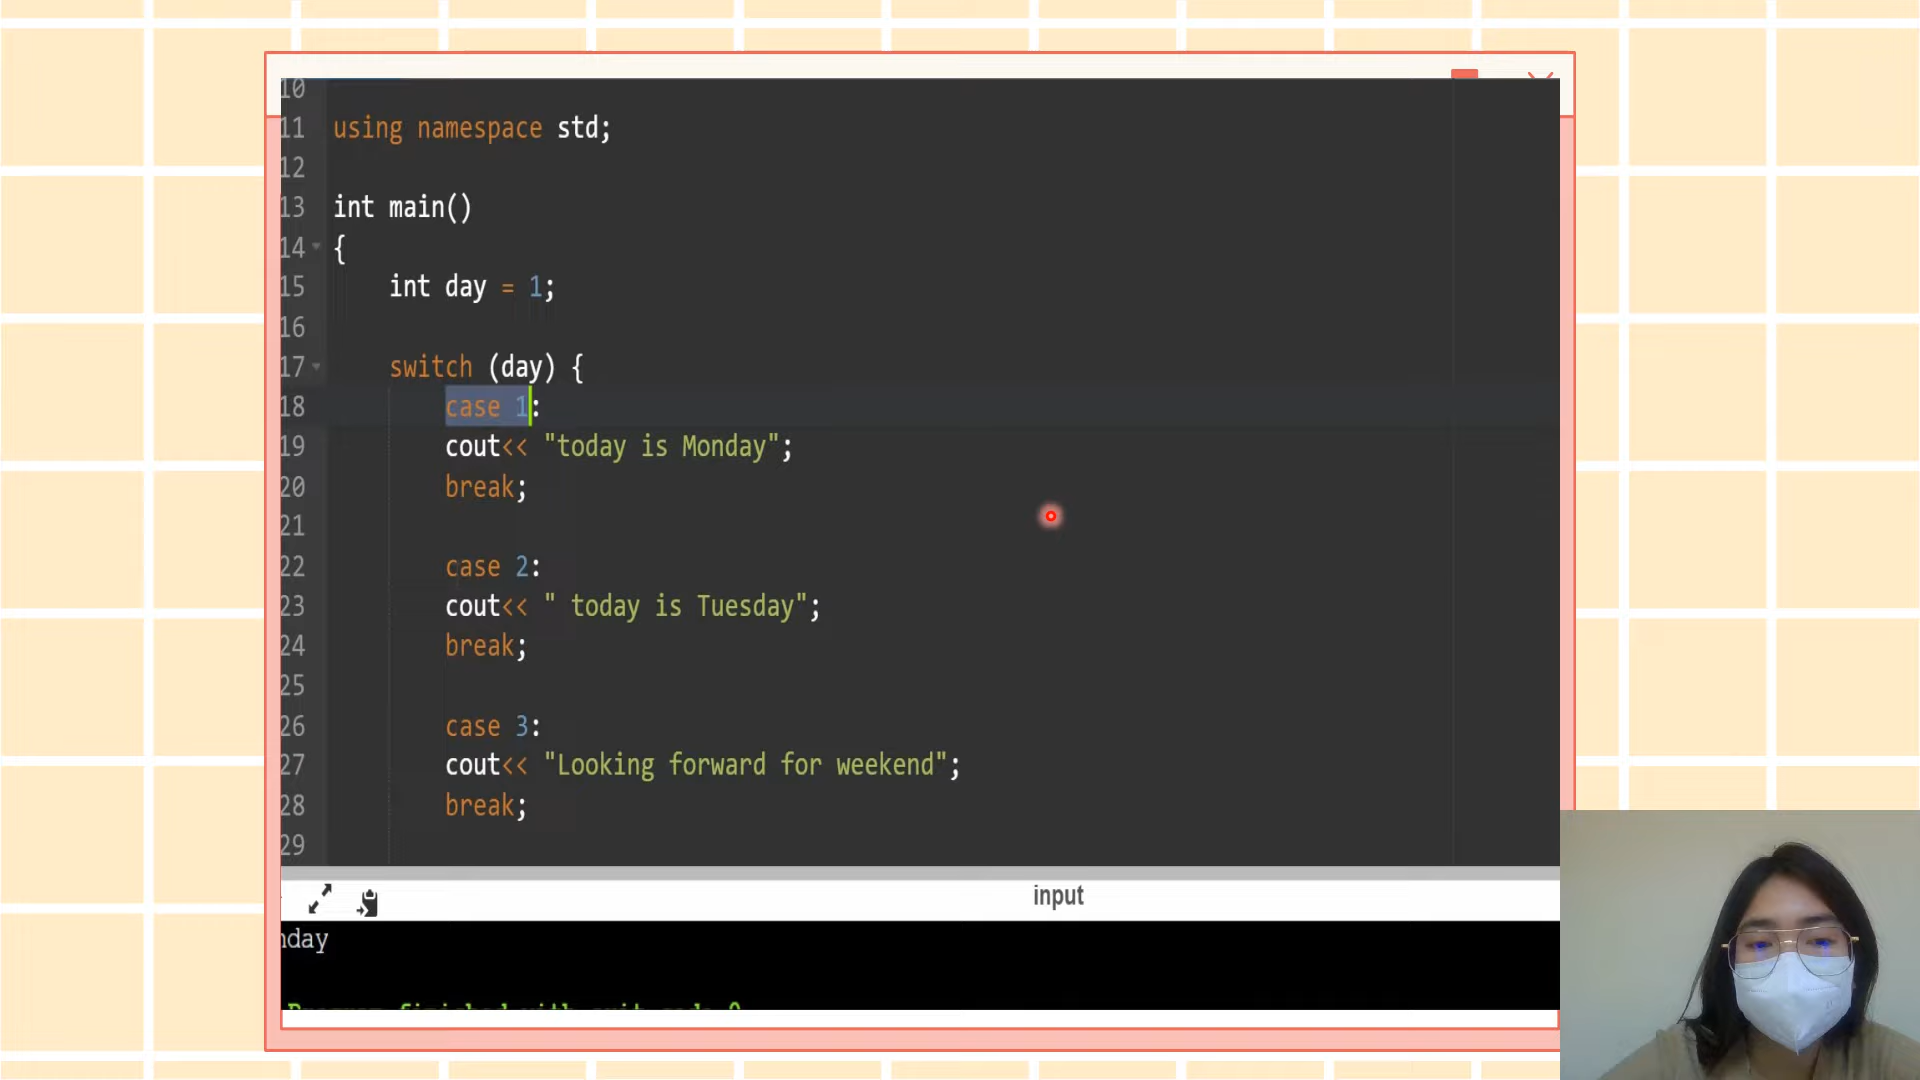 10
11 using namespace std;
12
13 int main()
14 {
15 int day = 1;
16
17 switch (day) {
18 case 1:
19 cout<< "today is Monday";
20 break;
21
22 case 2:
23 cout<< " today is Tuesday";
24 break;
25
26 case 3:
27 cout<< "Looking forward for weekend";
28 break;
29
input
nday